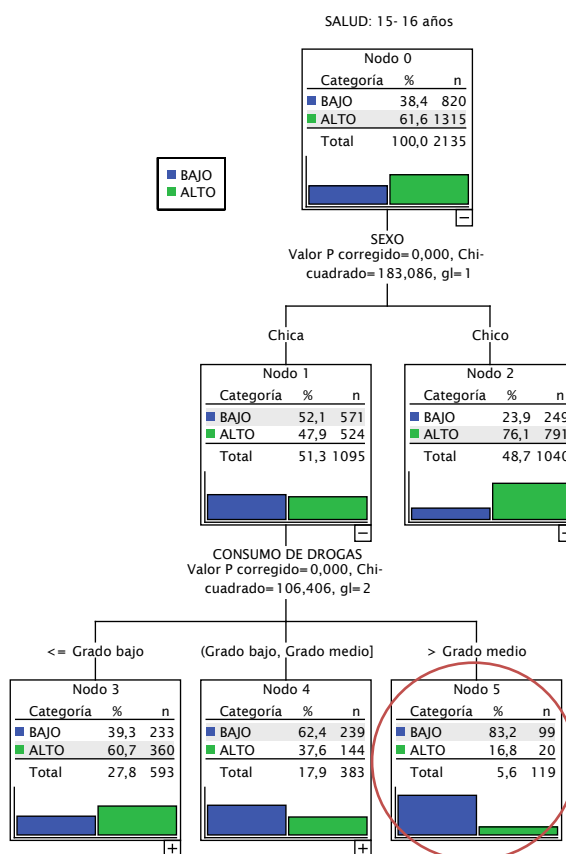 SALUD: 15- 16 años
Nodo 0
Categoría % n
BAJO 38,4 820
ALTO 61,6 1315
Total 100,0 2135
BAJO
ALTO
SEXO
Valor P corregido=0,000, Chi-
cuadrado=183,086, gl=1
Chica
Chico
Nodo 1
Categoría % n
BAJO 52,1 571
ALTO 47,9 524
Total 51,3 1095
Nodo 2
Categoría % n
BAJO 23,9 249
ALTO 76,1 791
Total 48,7 1040
CONSUMO DE DROGAS
Valor P corregido=0,000, Chi-
cuadrado=106,406, gl=2
<= Grado bajo
(Grado bajo, Grado medio]
> Grado medio
Nodo 3
Categoría % n
BAJO 39,3 233
ALTO 60,7 360
Total 27,8 593
Nodo 4
Categoría % n
BAJO 62,4 239
ALTO 37,6 144
Total 17,9 383
Nodo 5
Categoría % n
BAJO 83,2 99
ALTO 16,8 20
Total 5,6 119